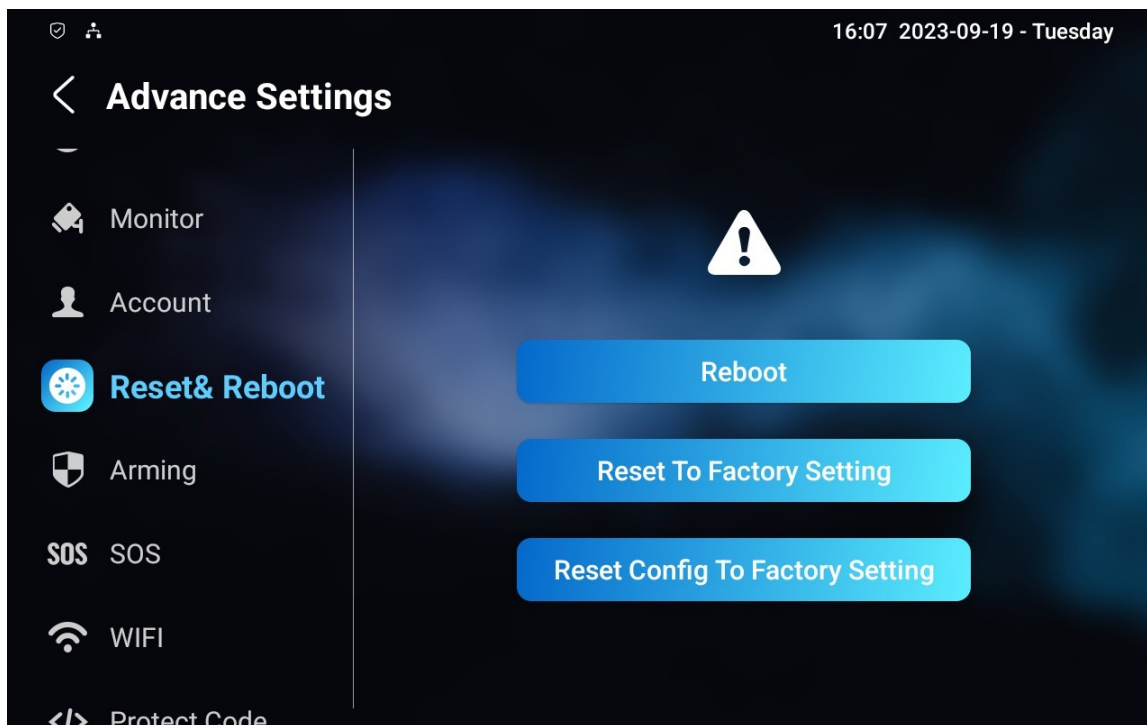 16:07 2023-09-19 - Tuesday
Advance Settings
Monitor
Account
Reset& Reboot
Arming
SOS SOS
WIFI
Protect Code
Reboot
Reset To Factory Setting
Reset Config To Factory Setting